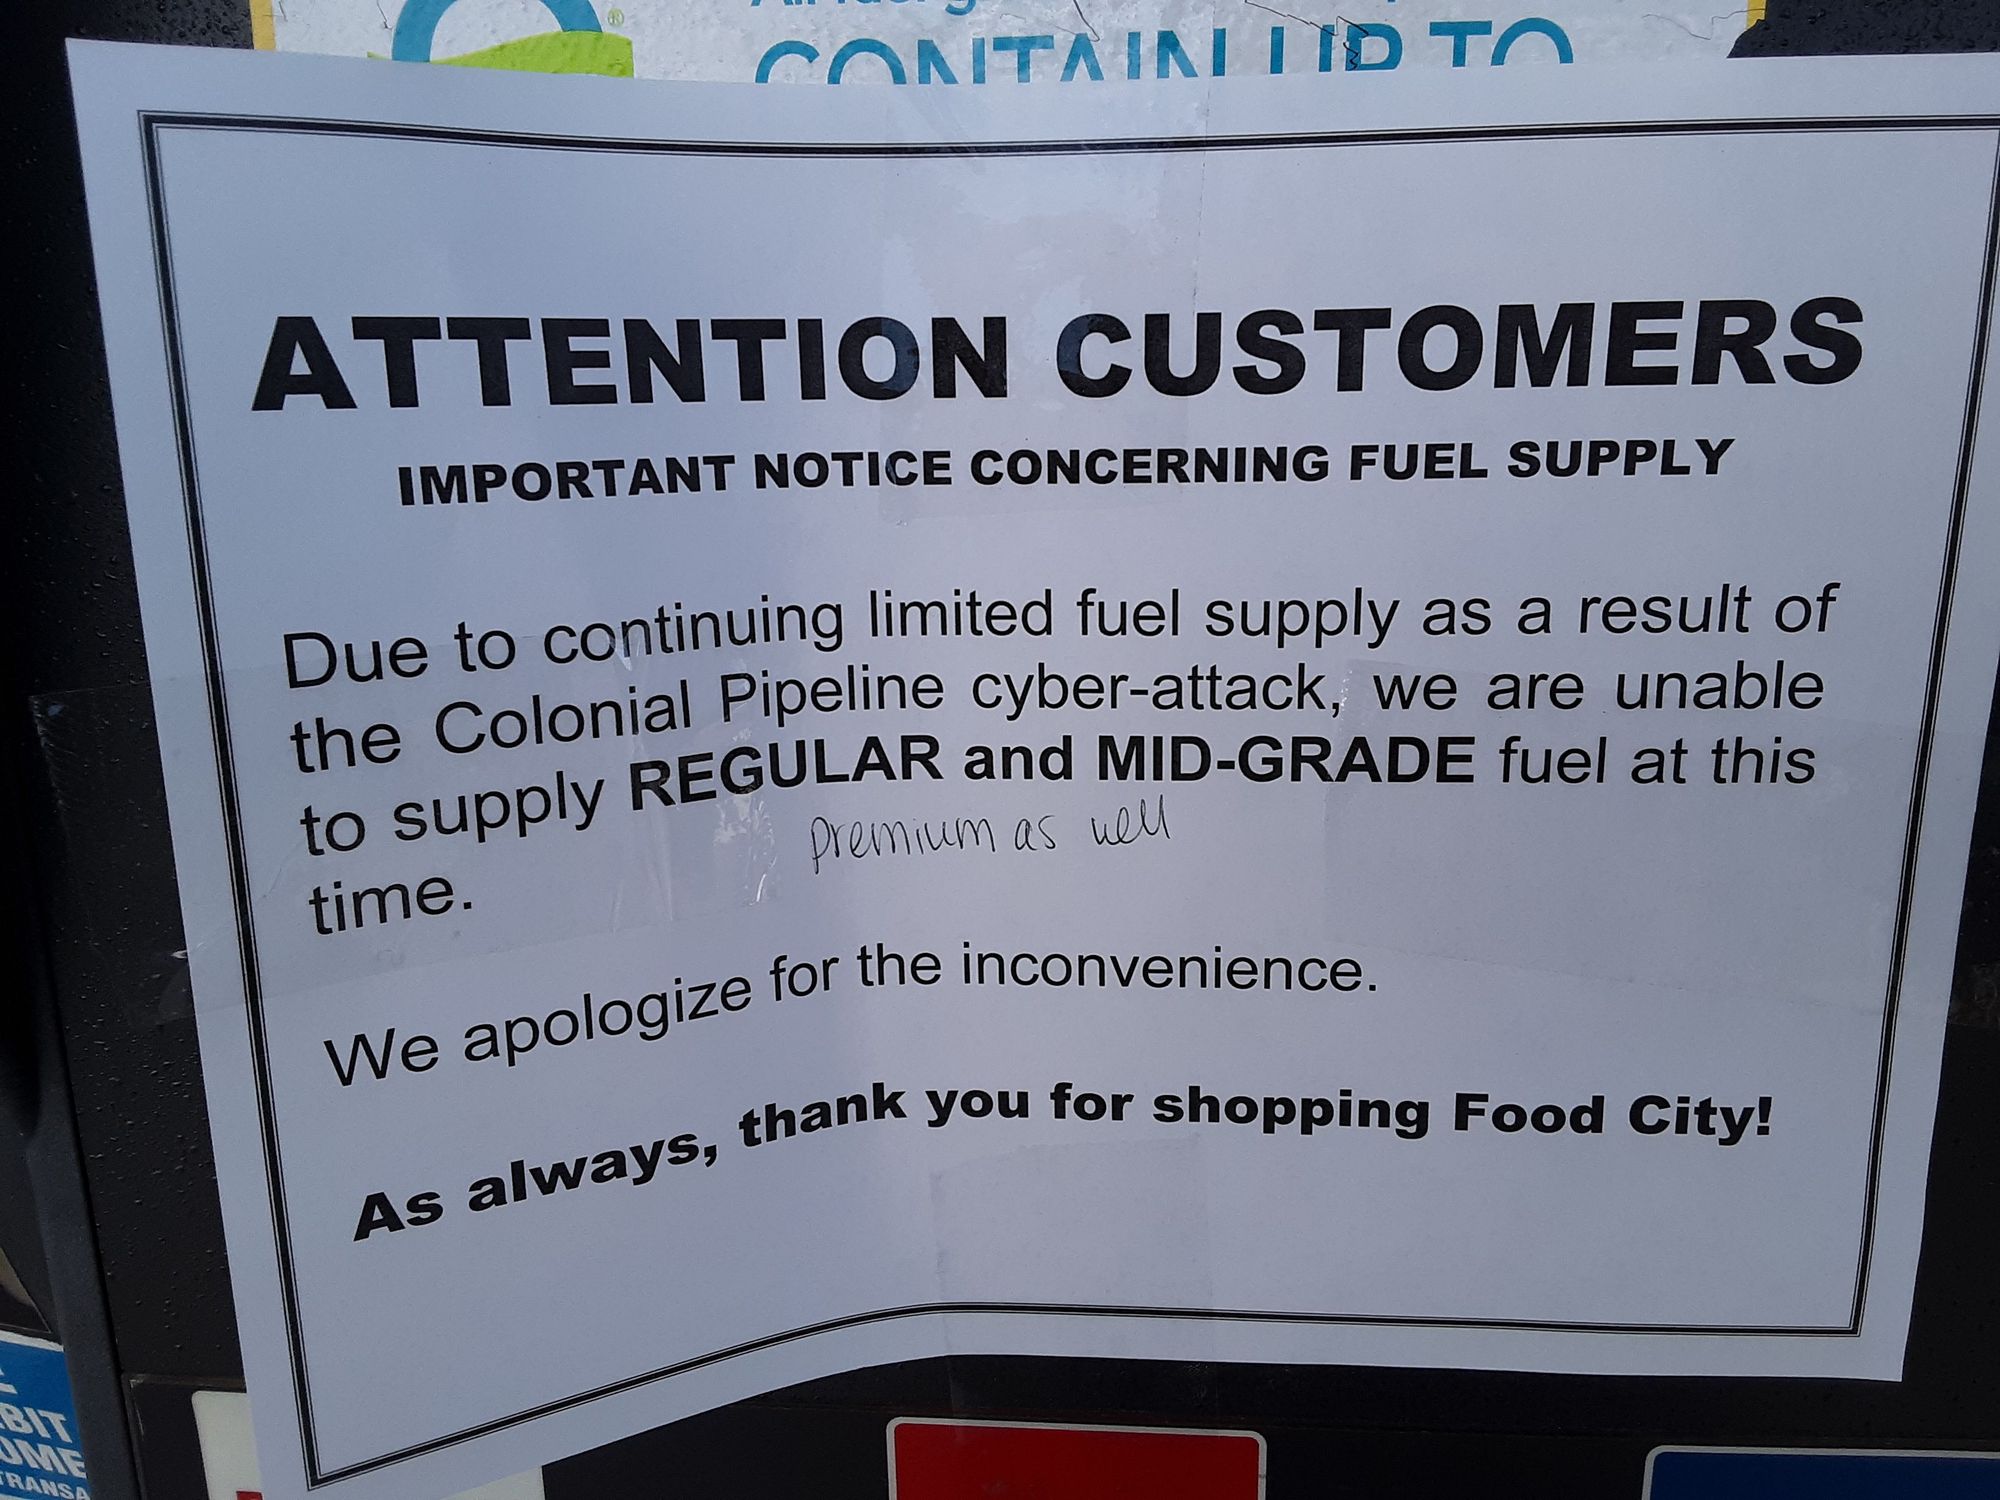 CONTAIN UP TO
ATTENTION CUSTOMERS
IMPORTANT NOTICE CONCERNING FUEL SUPPLY
Due to continuing limited fuel supply as a result of
the Colonial Pipeline cyber-attack, we are unable
to supply REGULAR and MID-GRADE fuel at this
premium as well
time.
We apologize for the inconvenience.
As always, thank you for shopping Food City!